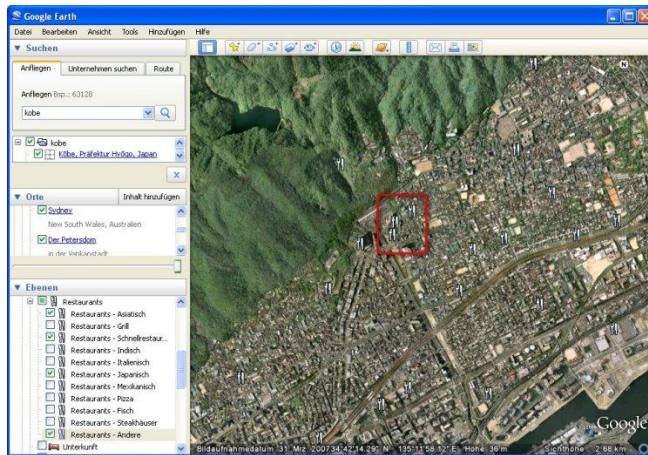 Google Earth
Datei Bearbeiten Ansicht Tools Hinzufügen Hilfe
Suchen
Anfliegen Unternehmen suchen Route
Anfliegen Bsp.: 63128
kobe
kobe
Kōbe, Präfektur Hyōgo, Japan
Orte Inhalt hinzufügen
Sydney
New South Wales, Australien
Der Petersdom
in der Vatikanstadt
Ebenen
Restaurants
Restaurants - Asiatisch
Restaurants - Grill
Restaurants - Schnellrestaur...
Restaurants - Indisch
Restaurants - Italienisch
Restaurants - Japanisch
Restaurants - Mexikanisch
Restaurants - Pizza
Restaurants - Fisch
Restaurants - Steakhäuser
Restaurants - Andere
Unterkunft
N
Google
Bildaufnahmedatum 31 Mrz 2007 34°42'14.29" N 135°11'58.12" E Höhe 36 m Sichthöhe 2.68 km